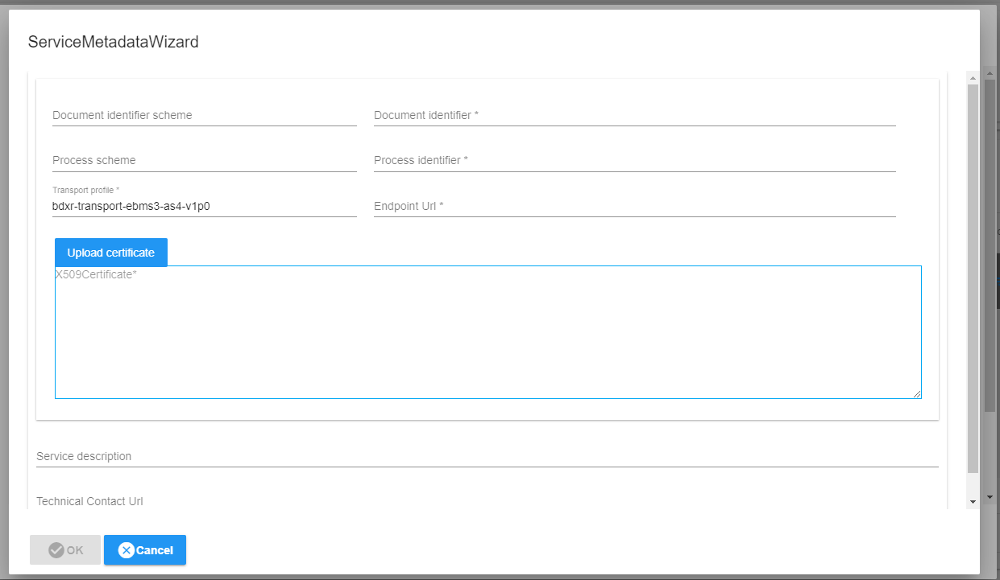 ServiceMetadataWizard
Document identifier scheme
Document identifier *
Process scheme
Process identifier *
Transport profile *
bdxr-transport-ebms3-as4-v1p0
Endpoint Url *
Upload certificate
X509Certificate*
Service description
Technical Contact Url
OK
Cancel